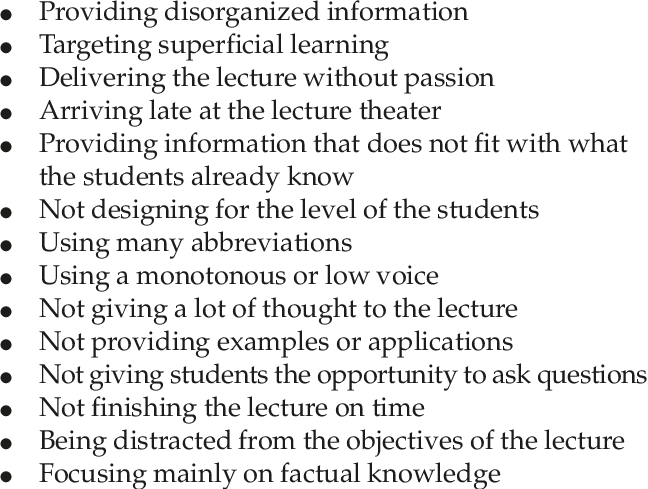 • Providing disorganized information
• Targeting superficial learning
• Delivering the lecture without passion
• Arriving late at the lecture theater
• Providing information that does not fit with what
the students already know
• Not designing for the level of the students
• Using many abbreviations
• Using a monotonous or low voice
• Not giving a lot of thought to the lecture
• Not providing examples or applications
• Not giving students the opportunity to ask questions
• Not finishing the lecture on time
• Being distracted from the objectives of the lecture
• Focusing mainly on factual knowledge